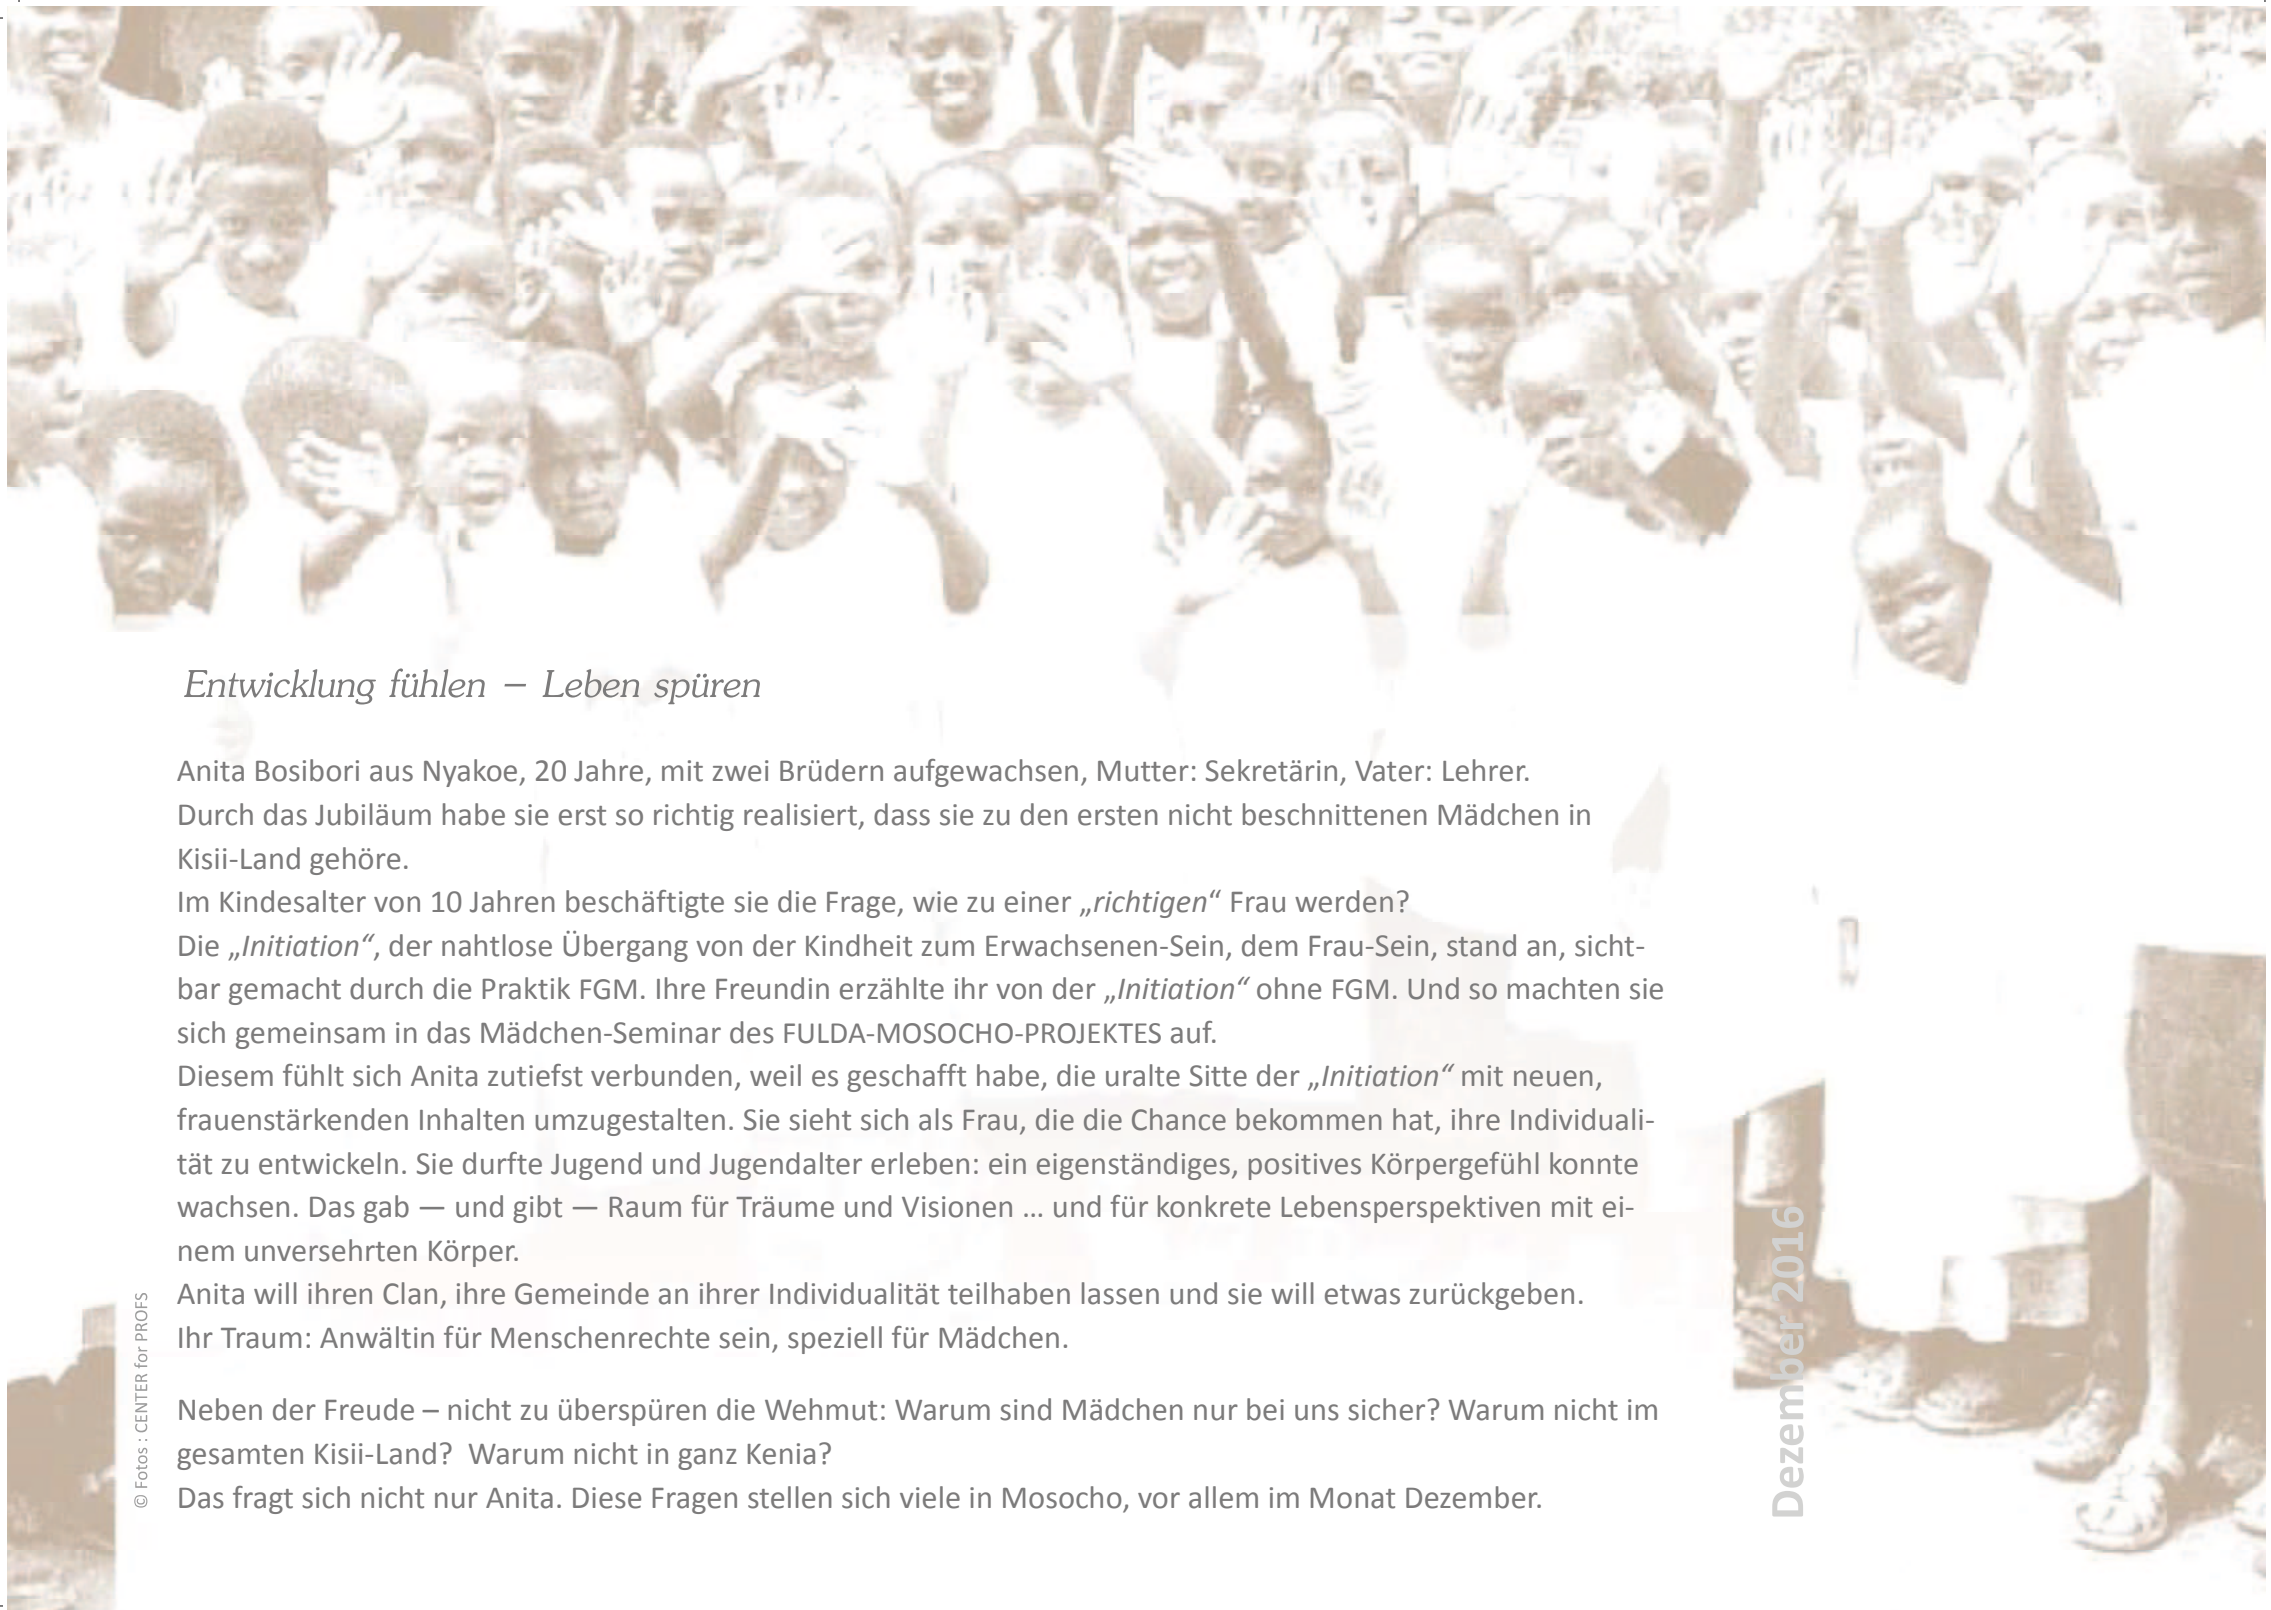 Entwicklung fühlen – Leben spüren
Anita Bosibori aus Nyakoe, 20 Jahre, mit zwei Brüdern aufgewachsen, Mutter: Sekretärin, Vater: Lehrer.
Durch das Jubiläum habe sie erst so richtig realisiert, dass sie zu den ersten nicht beschnittenen Mädchen in
Kisii-Land gehöre.
Im Kindesalter von 10 Jahren beschäftigte sie die Frage, wie zu einer „richtigen“ Frau werden?
Die „Initiation“, der nahtlose Übergang von der Kindheit zum Erwachsenen-Sein, dem Frau-Sein, stand an, sicht-
bar gemacht durch die Praktik FGM. Ihre Freundin erzählte ihr von der „Initiation“ ohne FGM. Und so machten sie
sich gemeinsam in das Mädchen-Seminar des FULDA-MOSOCHO-PROJEKTES auf.
Diesem fühlt sich Anita zutiefst verbunden, weil es geschafft habe, die uralte Sitte der „Initiation“ mit neuen,
frauenstärkenden Inhalten umzugestalten. Sie sieht sich als Frau, die die Chance bekommen hat, ihre Individuali-
tät zu entwickeln. Sie durfte Jugend und Jugendalter erleben: ein eigenständiges, positives Körpergefühl konnte
wachsen. Das gab — und gibt — Raum für Träume und Visionen ... und für konkrete Lebensperspektiven mit ei-
nem unversehrten Körper.
Anita will ihren Clan, ihre Gemeinde an ihrer Individualität teilhaben lassen und sie will etwas zurückgeben.
Ihr Traum: Anwältin für Menschenrechte sein, speziell für Mädchen.
Neben der Freude – nicht zu überspüren die Wehmut: Warum sind Mädchen nur bei uns sicher? Warum nicht im
gesamten Kisii-Land? Warum nicht in ganz Kenia?
Das fragt sich nicht nur Anita. Diese Fragen stellen sich viele in Mosocho, vor allem im Monat Dezember.
© Fotos : CENTER for PROFS
Dezember 2016